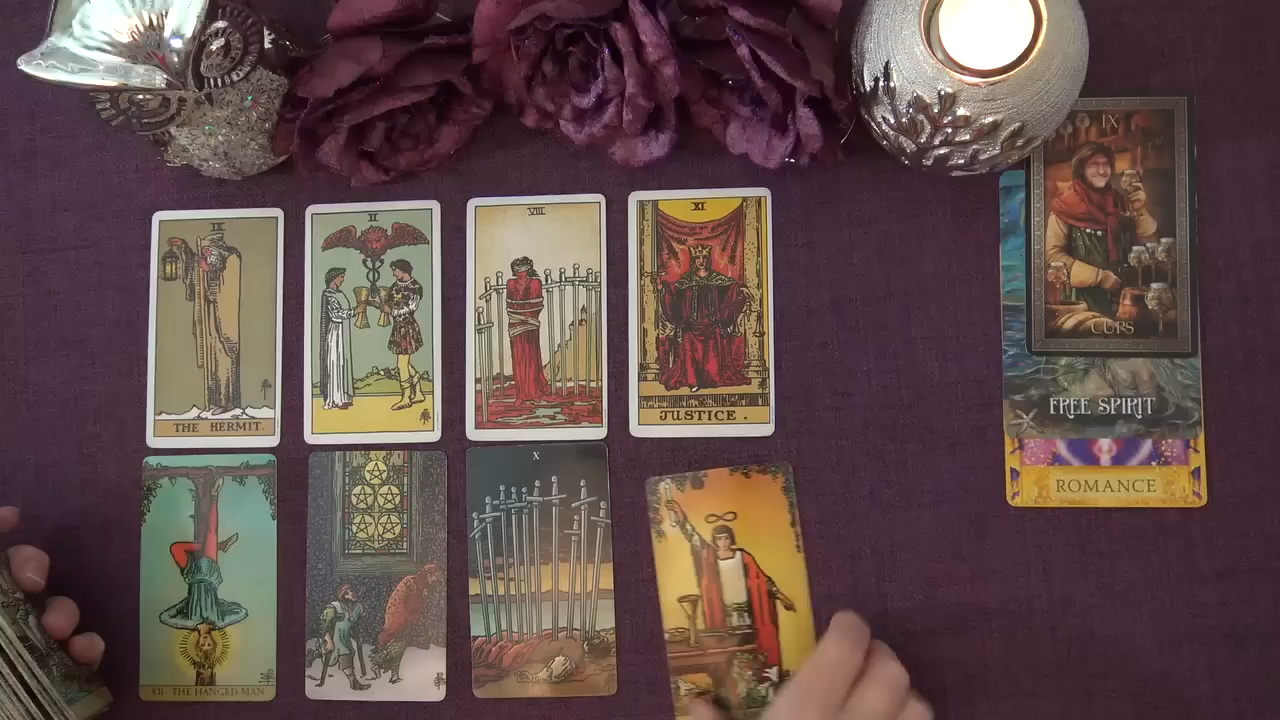 IX
THE HERMIT.
II
VIII
XI
JUSTICE.
XII - THE HANGED MAN
X
IX
CUPS
FREE SPIRIT
ROMANCE